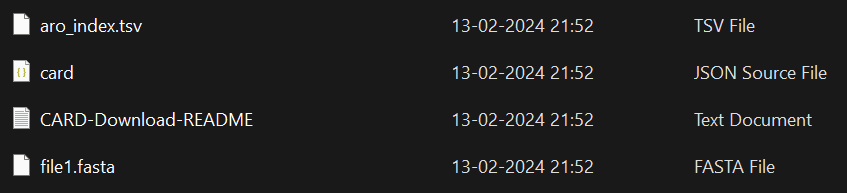 aro_index.tsv 13-02-2024 21:52 TSV File
card 13-02-2024 21:52 JSON Source File
CARD-Download-README 13-02-2024 21:52 Text Document
file1.fasta 13-02-2024 21:52 FASTA File